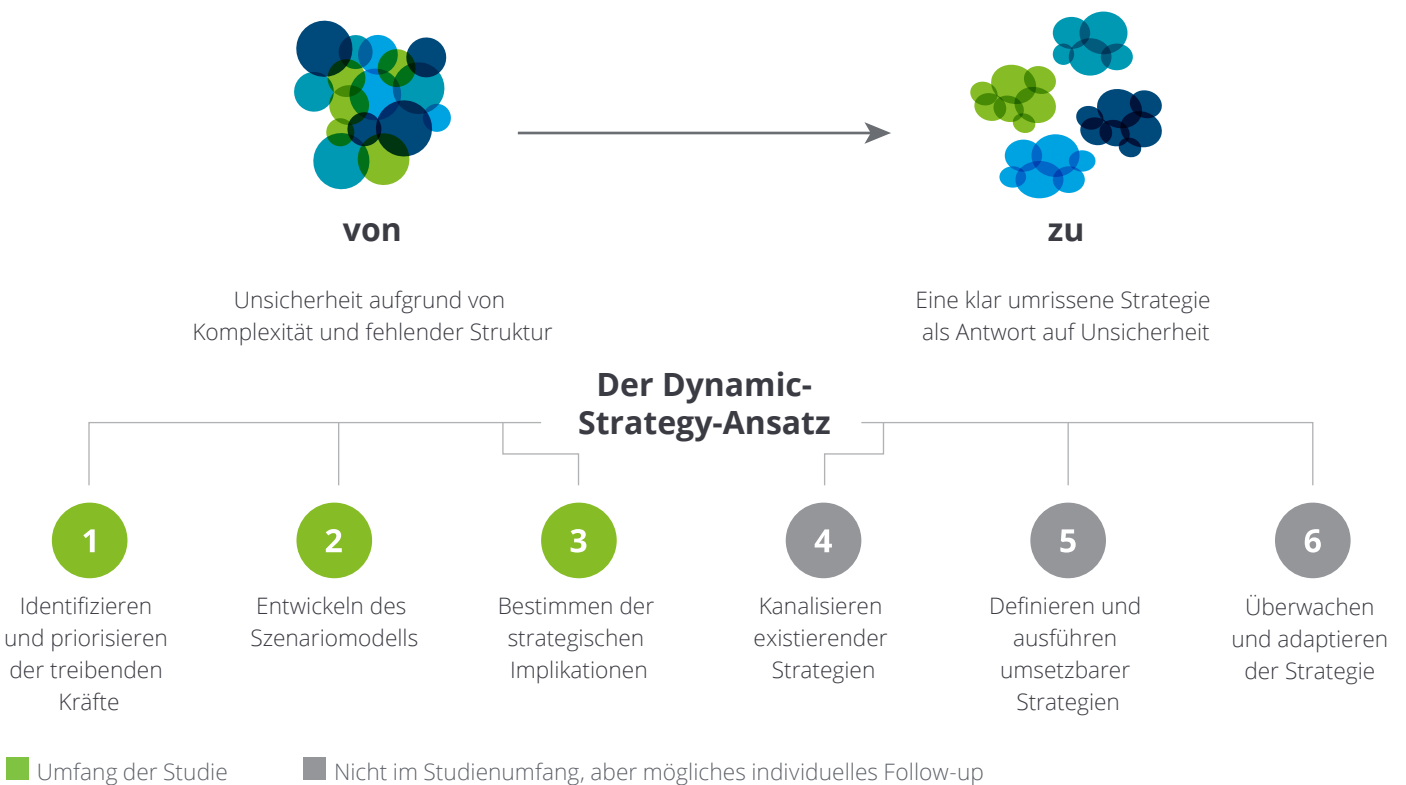 von
zu
Unsicherheit aufgrund von
Komplexität und fehlender Struktur
Eine klar umrissene Strategie
als Antwort auf Unsicherheit
Der Dynamic-
Strategy-Ansatz
1
Identifizieren
und priorisieren
der treibenden
Kräfte
2
Entwickeln des
Szenariomodells
3
Bestimmen der
strategischen
Implikationen
4
Kanalisieren
existierender
Strategien
5
Definieren und
ausführen
umsetzbarer
Strategien
6
Überwachen
und adaptieren
der Strategie
Umfang der Studie
Nicht im Studienumfang, aber mögliches individuelles Follow-up